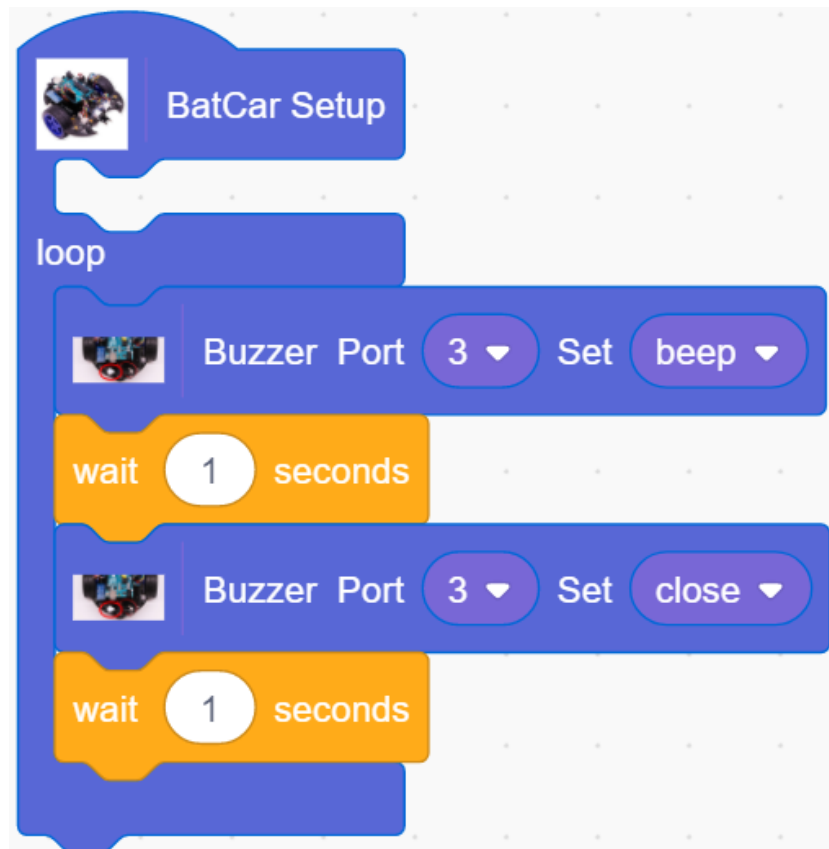 BatCar Setup
loop
Buzzer Port 3 Set beep
wait 1 seconds
Buzzer Port 3 Set close
wait 1 seconds